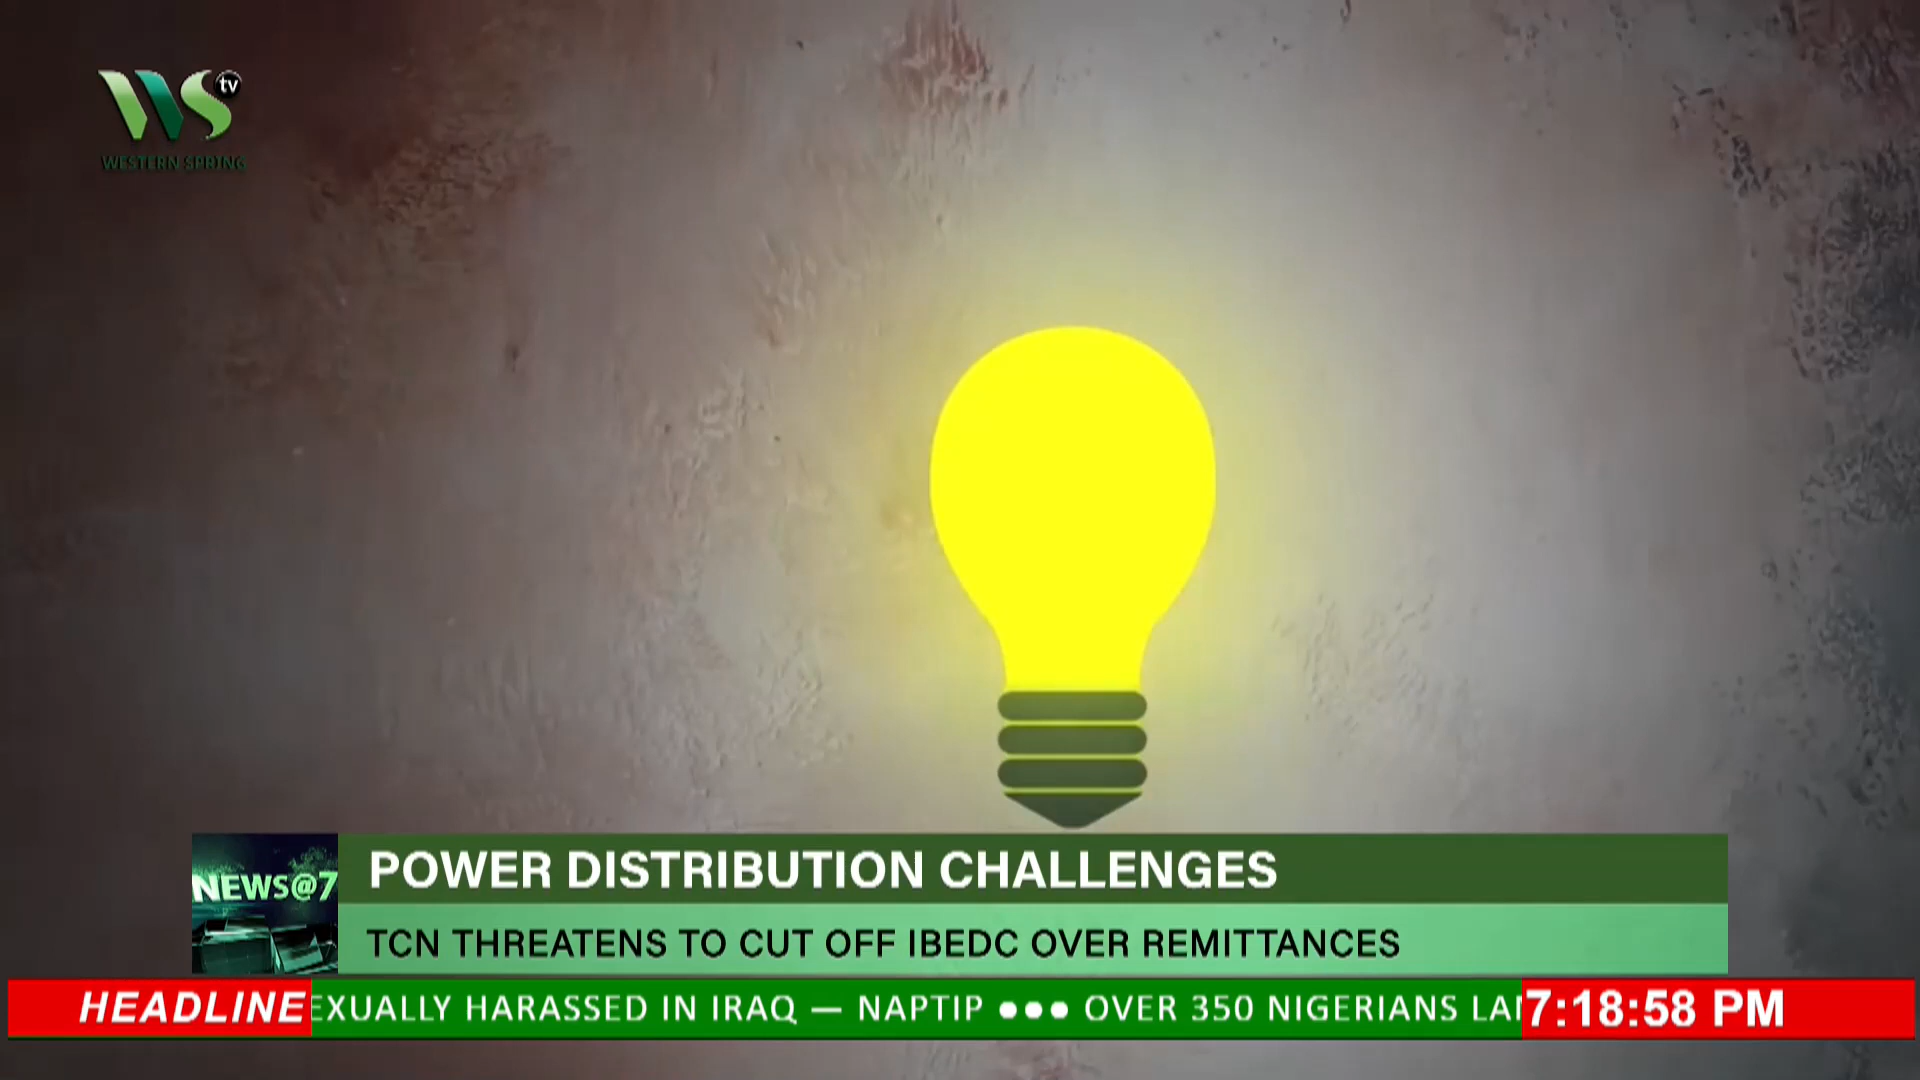 WS tv
WESTERN SPRING
NEWS@7
POWER DISTRIBUTION CHALLENGES
TCN THREATENS TO CUT OFF IBEDC OVER REMITTANCES
HEADLINE
EXUALLY HARASSED IN IRAQ — NAPTIP ●●● OVER 350 NIGERIANS LA
7:18:58 PM